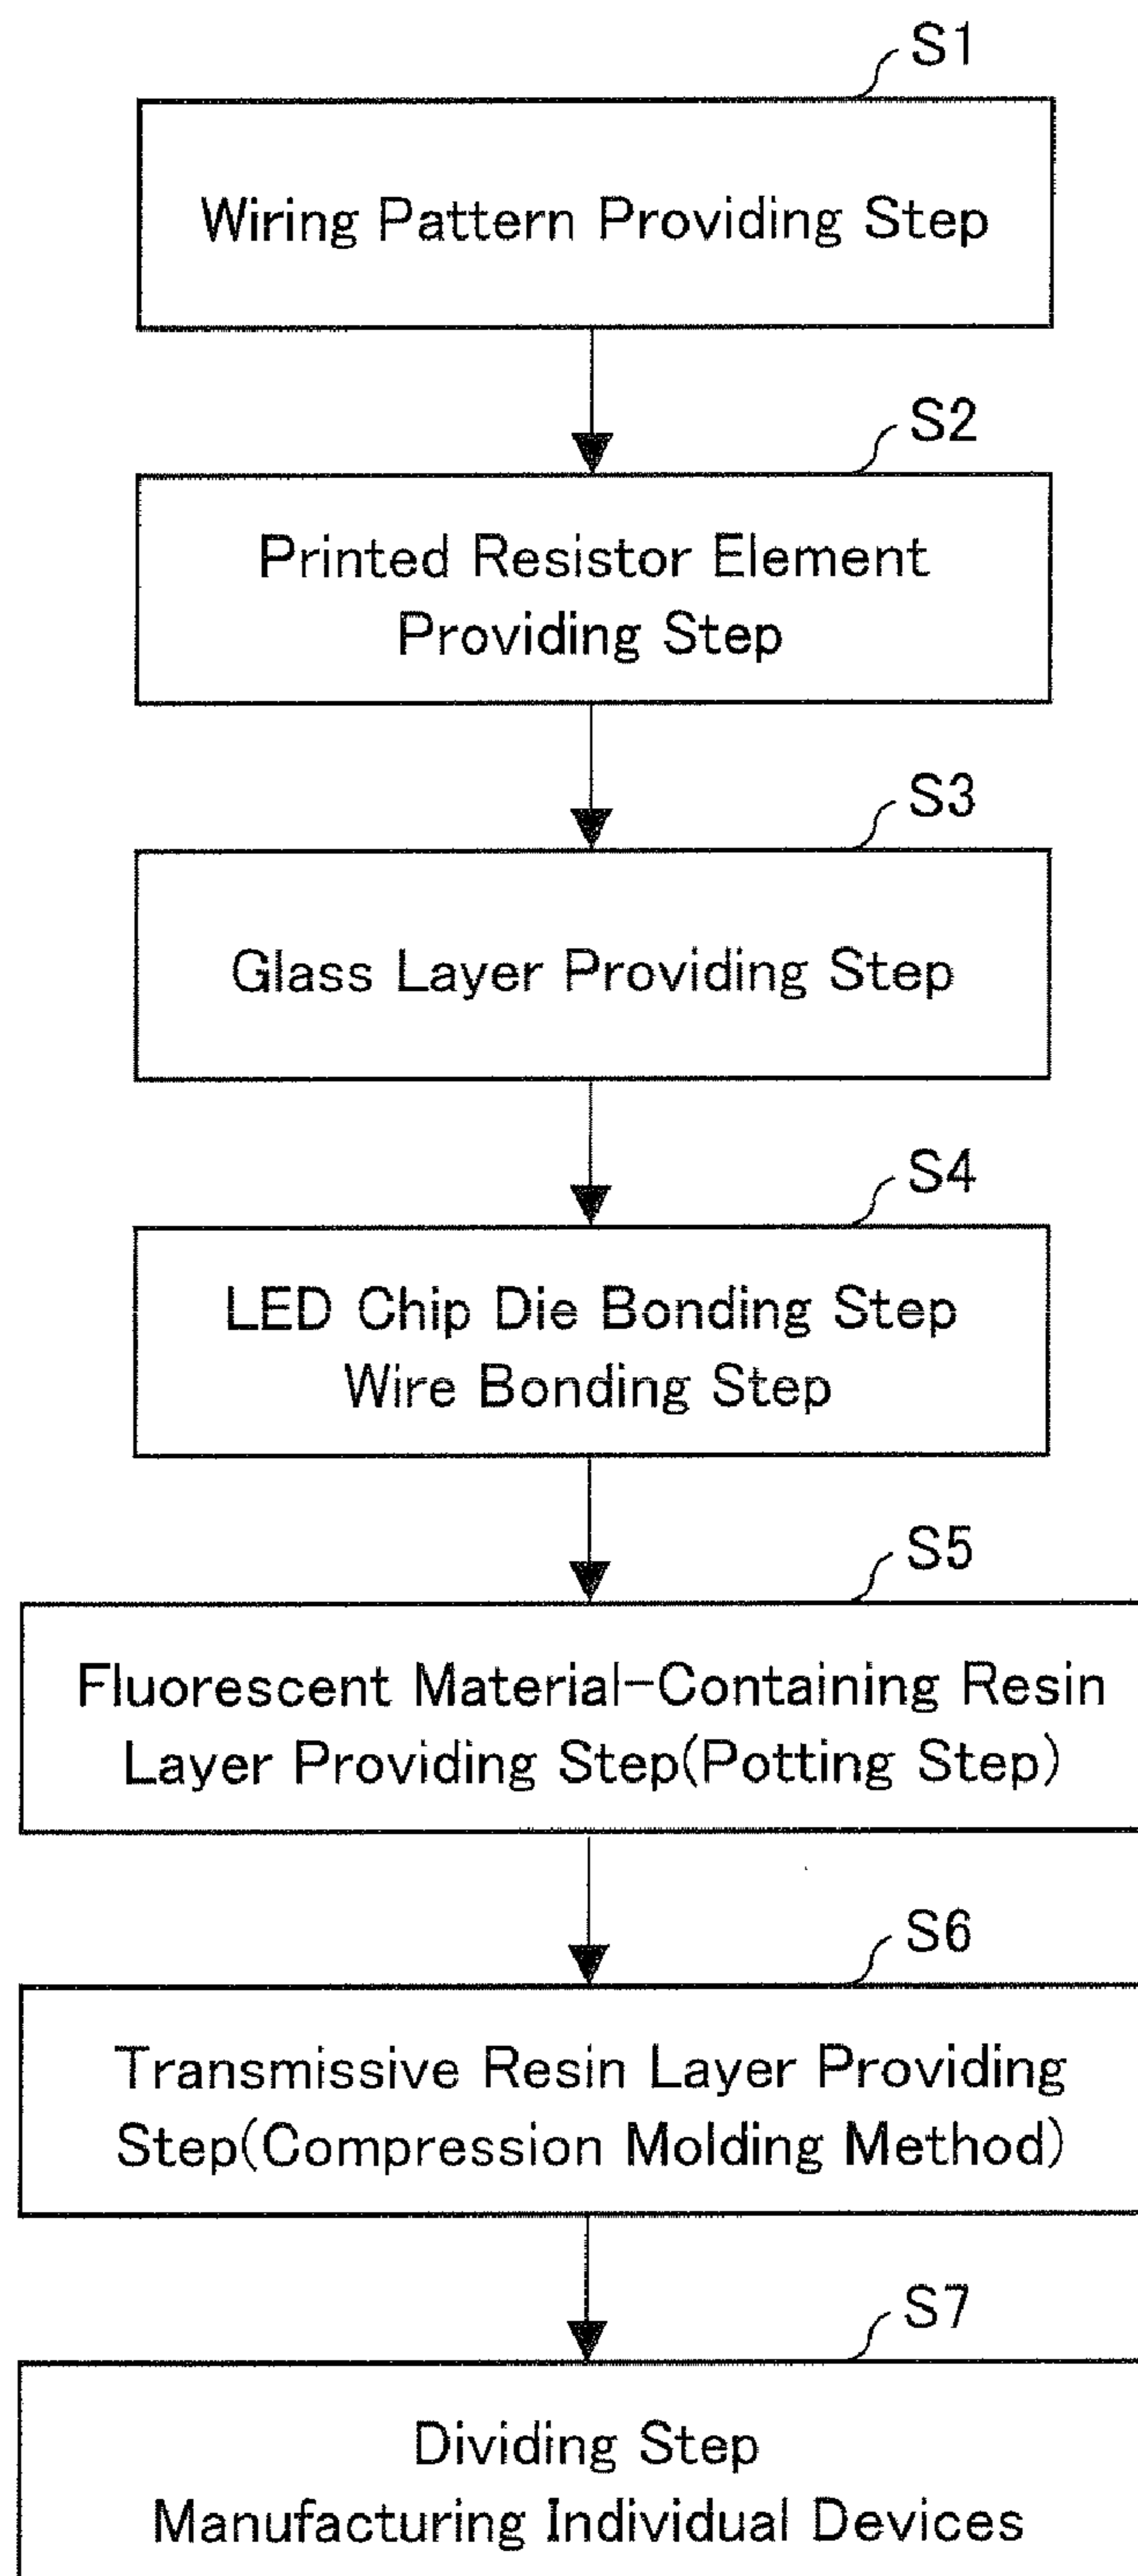 S1
Wiring Pattern Providing Step
S2
Printed Resistor Element
Providing Step
S3
Glass Layer Providing Step
S4
LED Chip Die Bonding Step
Wire Bonding Step
S5
Fluorescent Material-Containing Resin
Layer Providing Step(Potting Step)
S6
Transmissive Resin Layer Providing
Step(Compression Molding Method)
S7
Dividing Step
Manufacturing Individual Devices